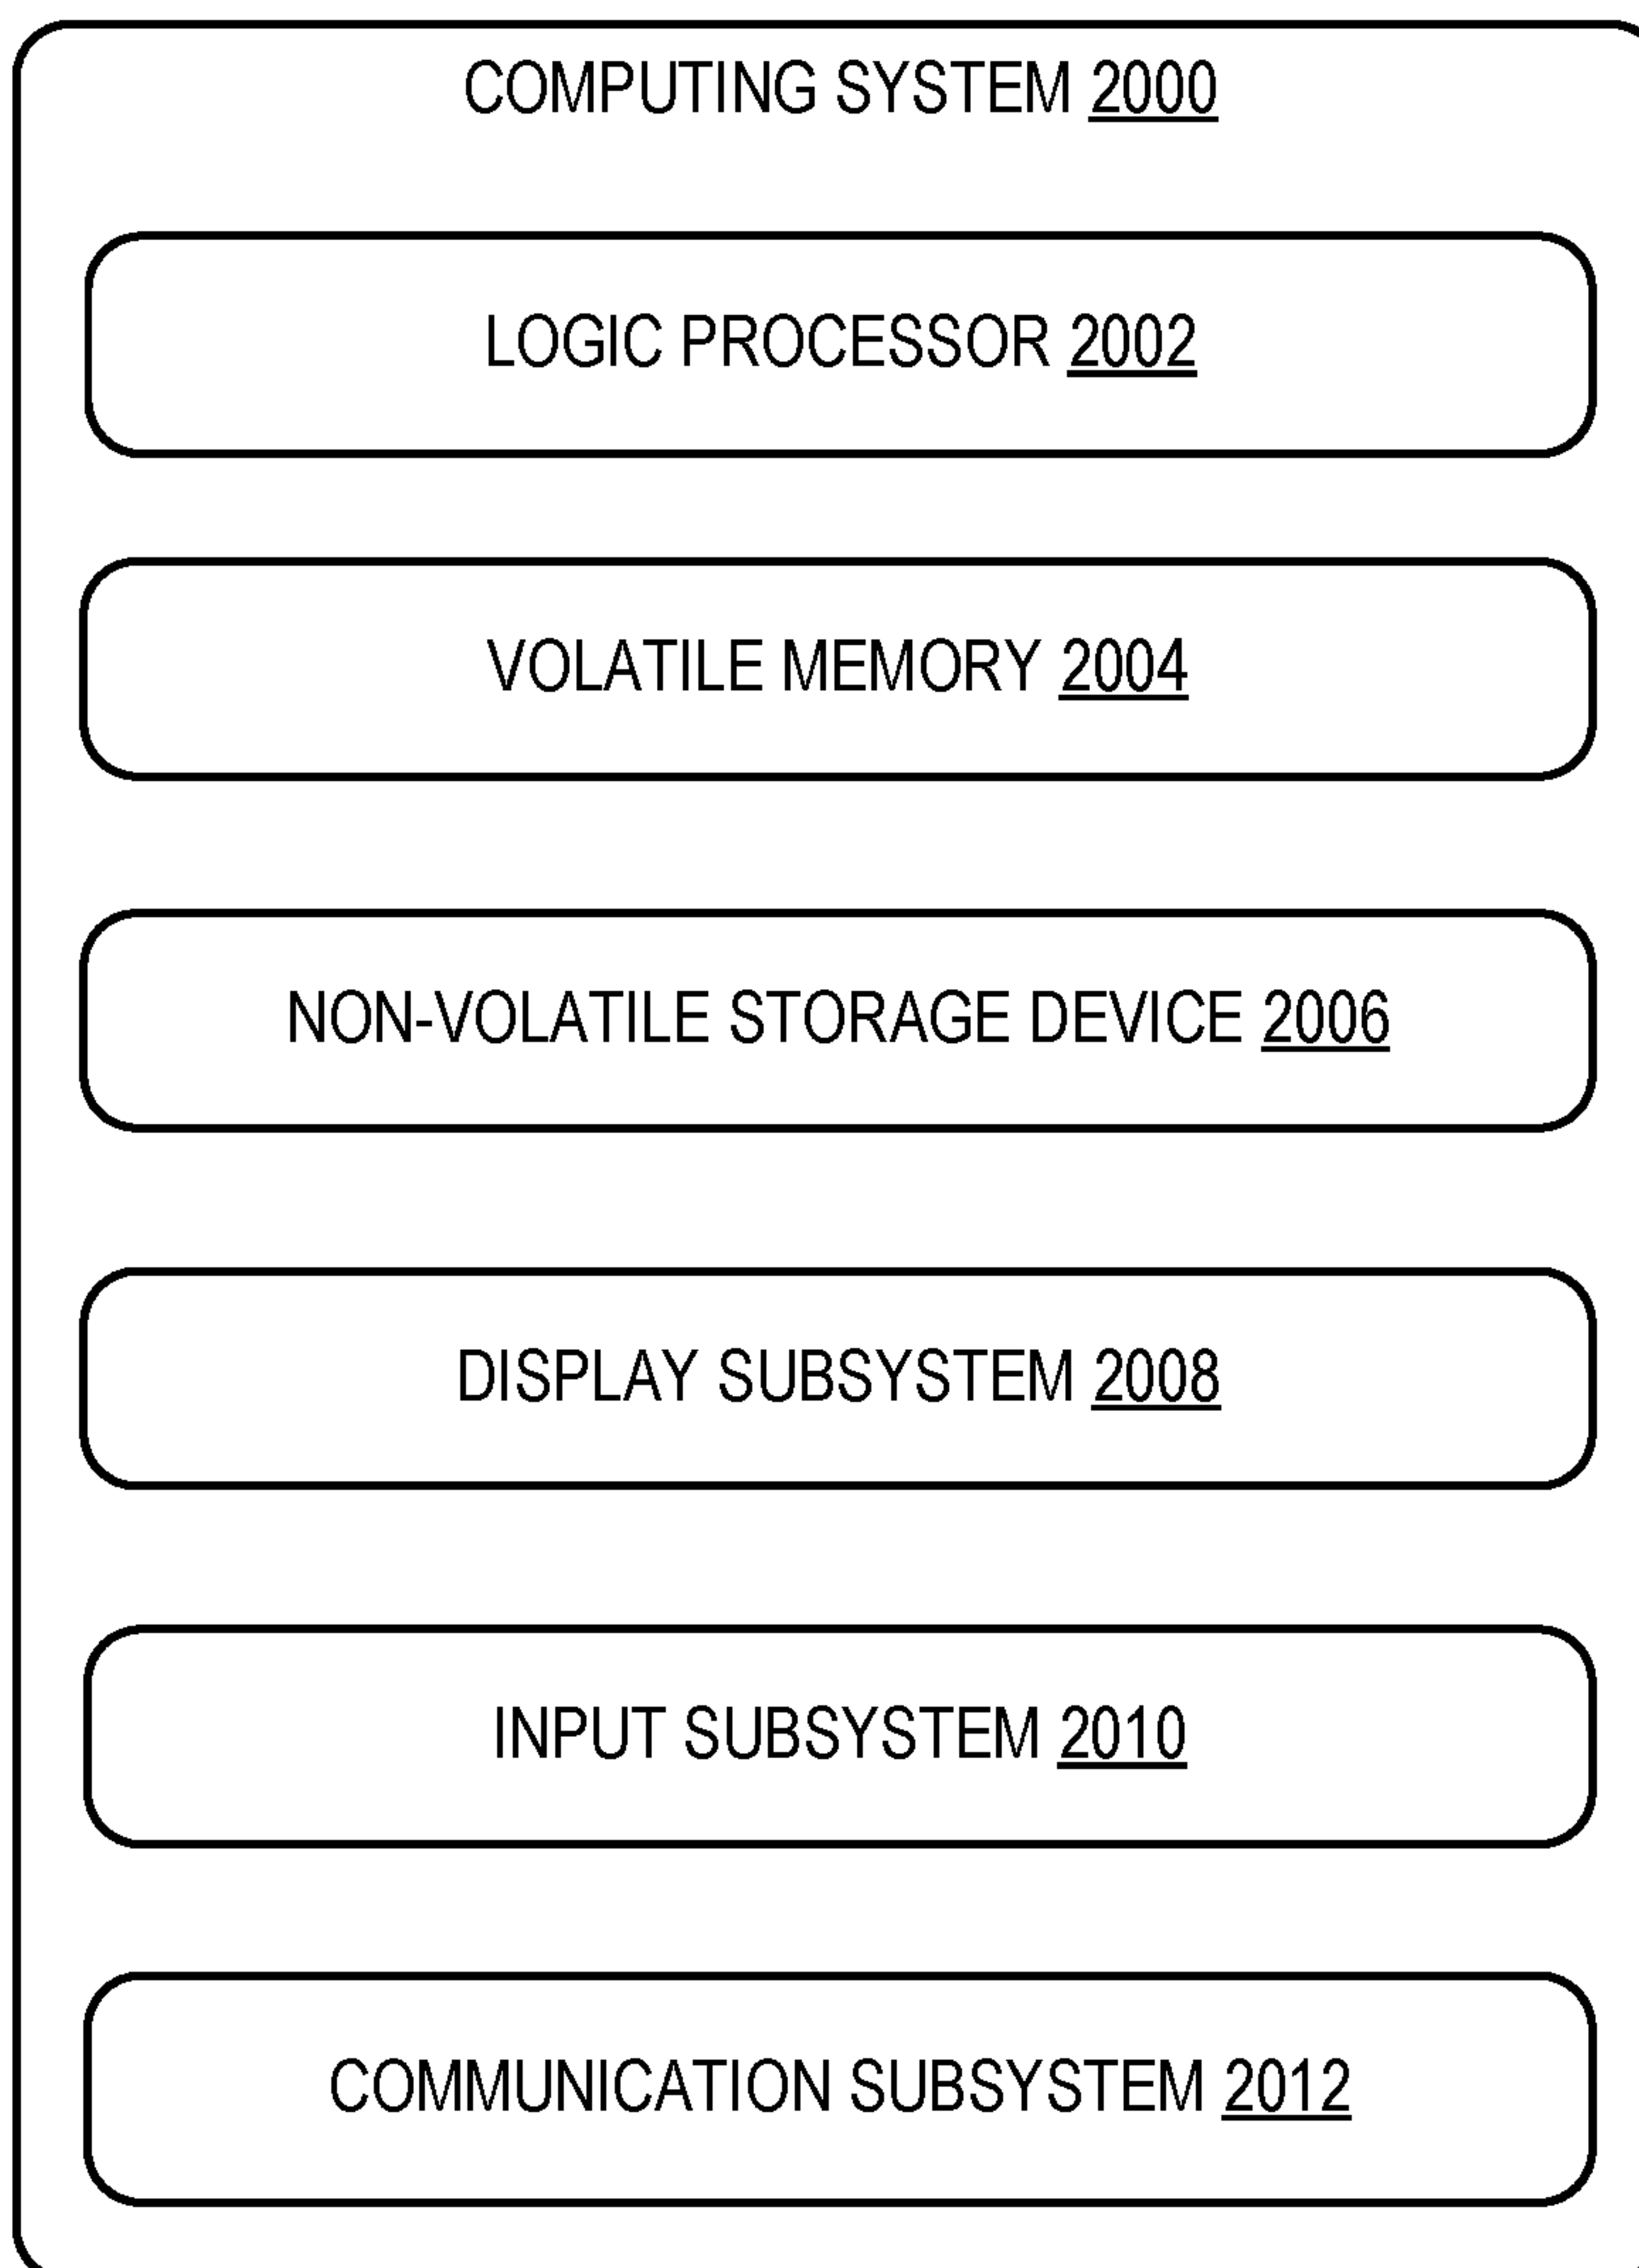 COMPUTING SYSTEM 2000
LOGIC PROCESSOR 2002
VOLATILE MEMORY 2004
NON-VOLATILE STORAGE DEVICE 2006
DISPLAY SUBSYSTEM 2008
INPUT SUBSYSTEM 2010
COMMUNICATION SUBSYSTEM 2012